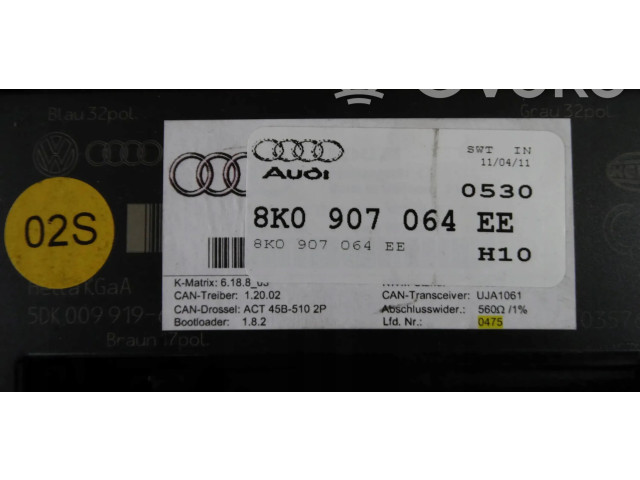 Blau 32pol.
Grau 32pol.
Audi
SWT IN
11/04/11
0530
8K0 907 064 EE
8K0 907 064 EE
H10
02S
Hella KGaA
5DK 009 919-
Braun 17pol.
K-Matrix: 6.18.8_03
CAN-Treiber: 1.20.02
CAN-Transceiver: UJA1061
CAN-Drossel: ACT 45B-510 2P
Abschlusswider.: 560Ω /1%
Bootloader: 1.8.2
Lfd. Nr.: 0475